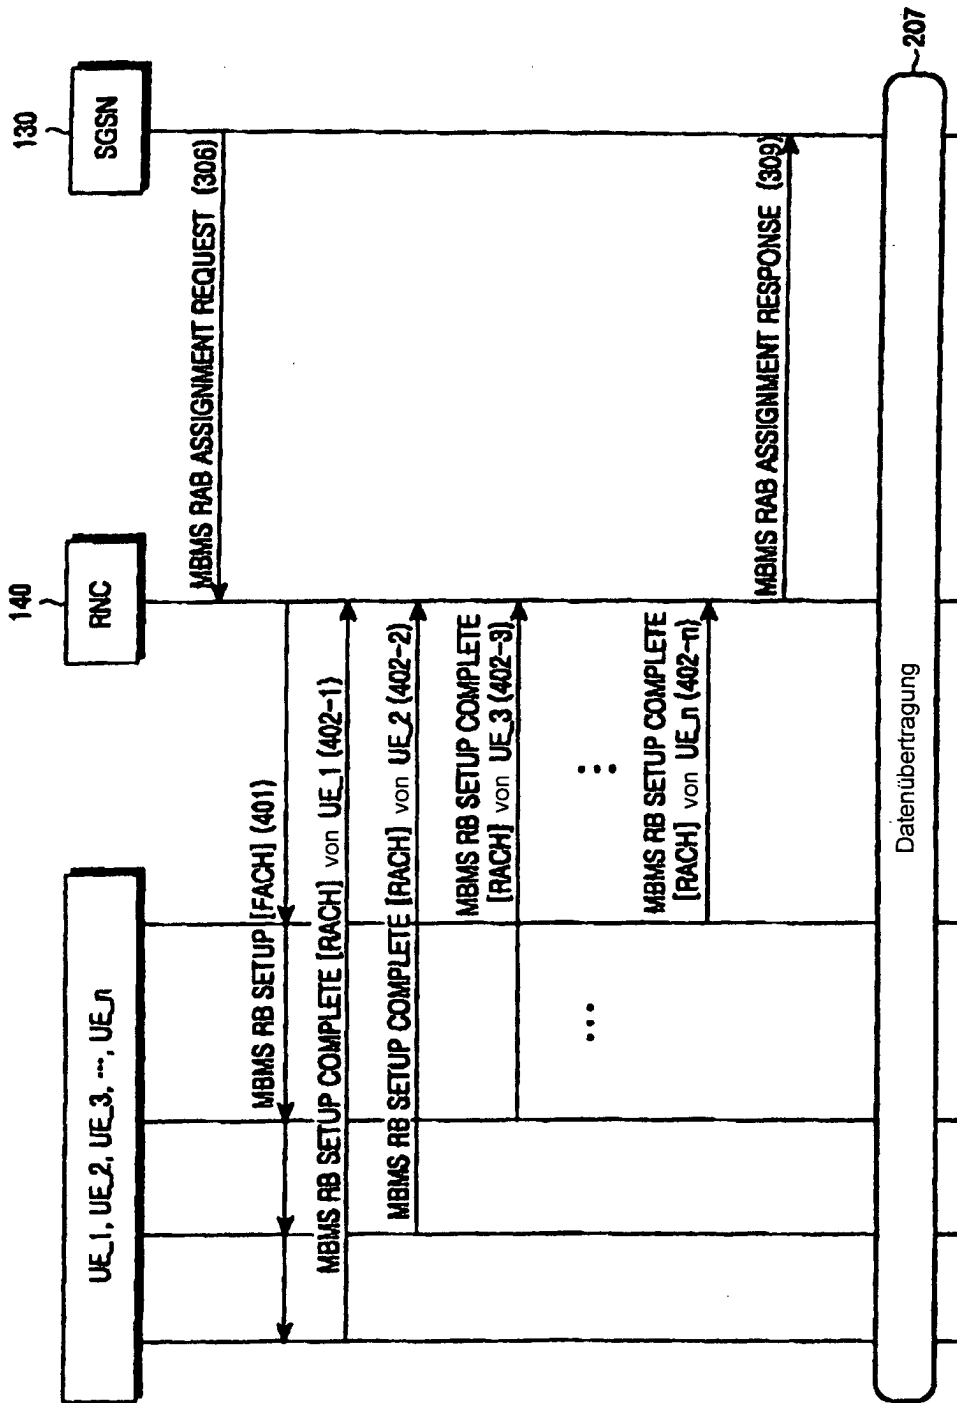 UE_1, UE_2, UE_3, ···, UE_n
140
RNC
130
SGSN
MBMS RAB ASSIGNMENT REQUEST (306)
MBMS RB SETUP [FACH] (401)
MBMS RB SETUP COMPLETE [RACH] von UE_1 (402-1)
MBMS RB SETUP COMPLETE [RACH] von UE_2 (402-2)
MBMS RB SETUP COMPLETE
[RACH] von UE_3 (402-3)
...
...
MBMS RB SETUP COMPLETE
[RACH] von UE_n (402-n)
MBMS RAB ASSIGNMENT RESPONSE (309)
Datenübertragung
207